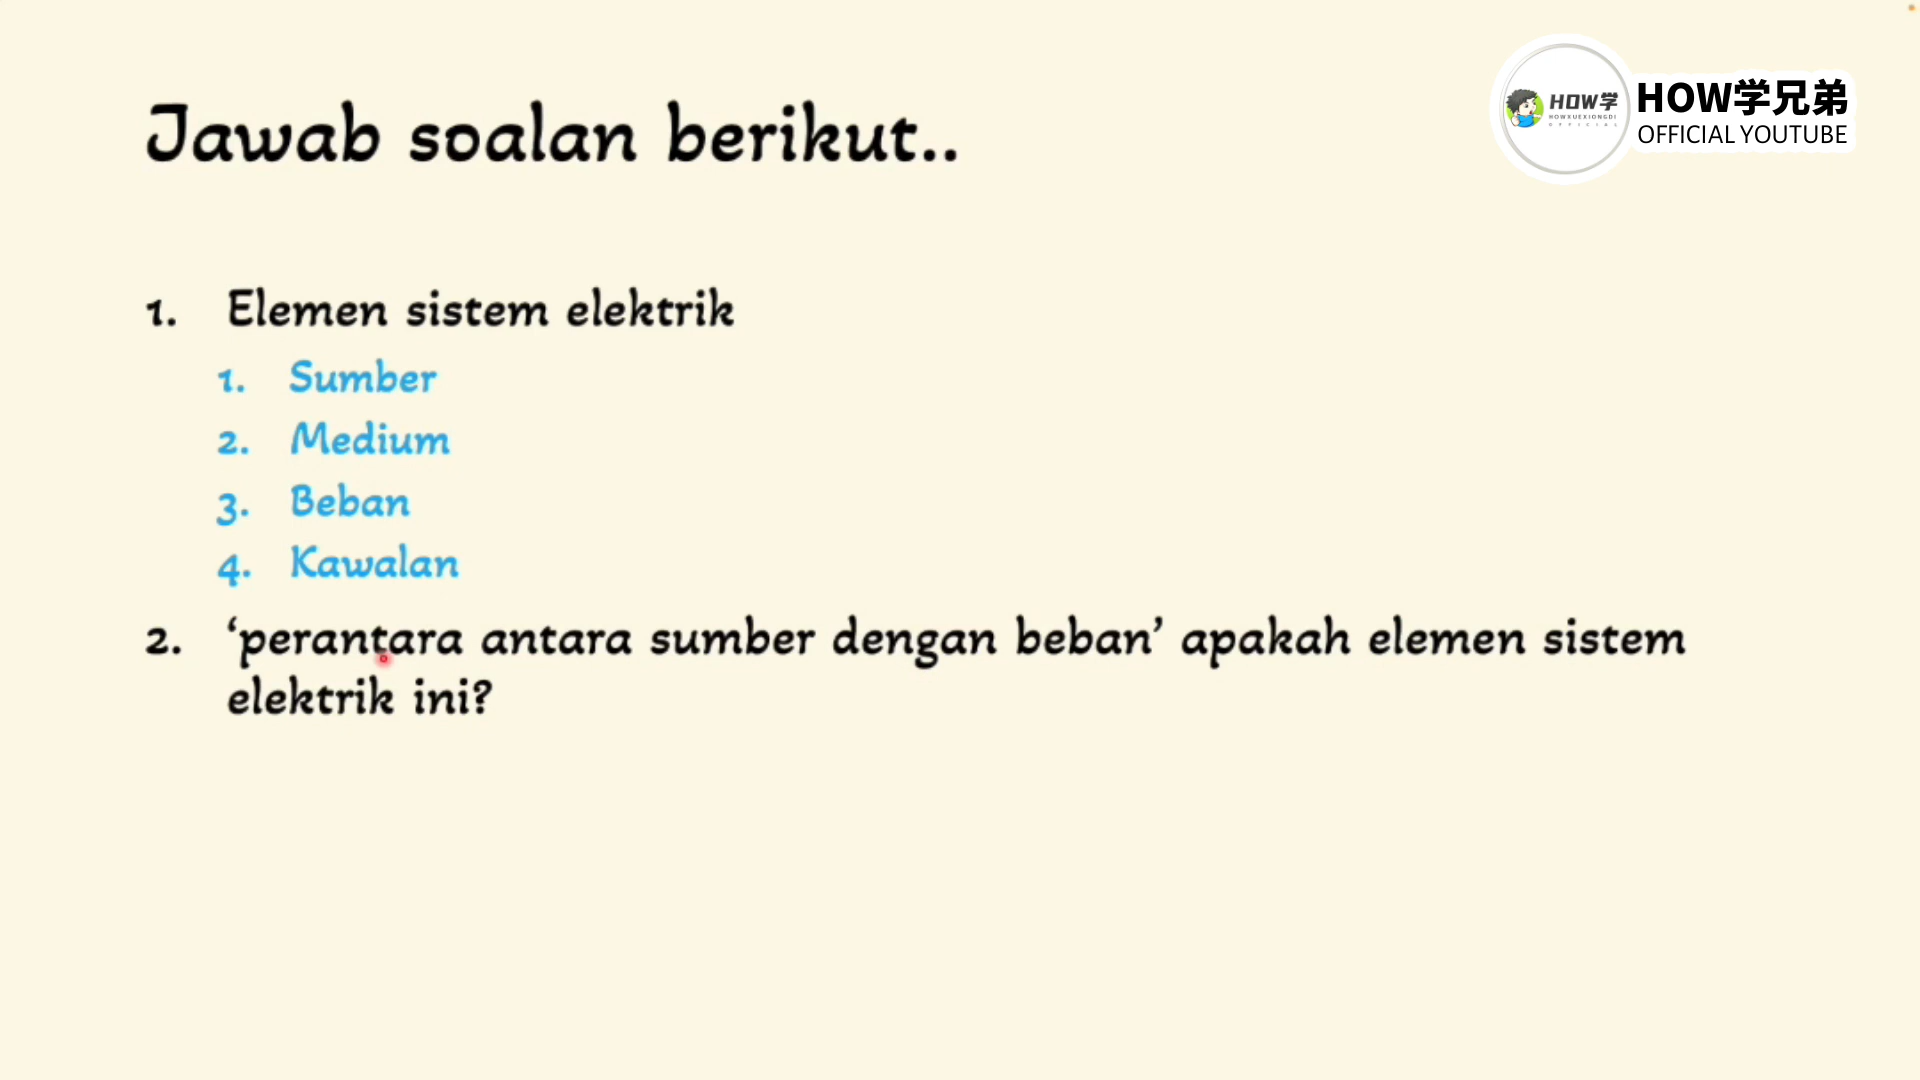 HOW学兄弟
OFFICIAL YOUTUBE
HOW学
HOWXUEXIONGDI
OFFICIAL
Jawab soalan berikut..
1. Elemen sistem elektrik
1. Sumber
2. Medium
3. Beban
4. Kawalan
2. ‘perantara antara sumber dengan beban’ apakah elemen sistem
elektrik ini?